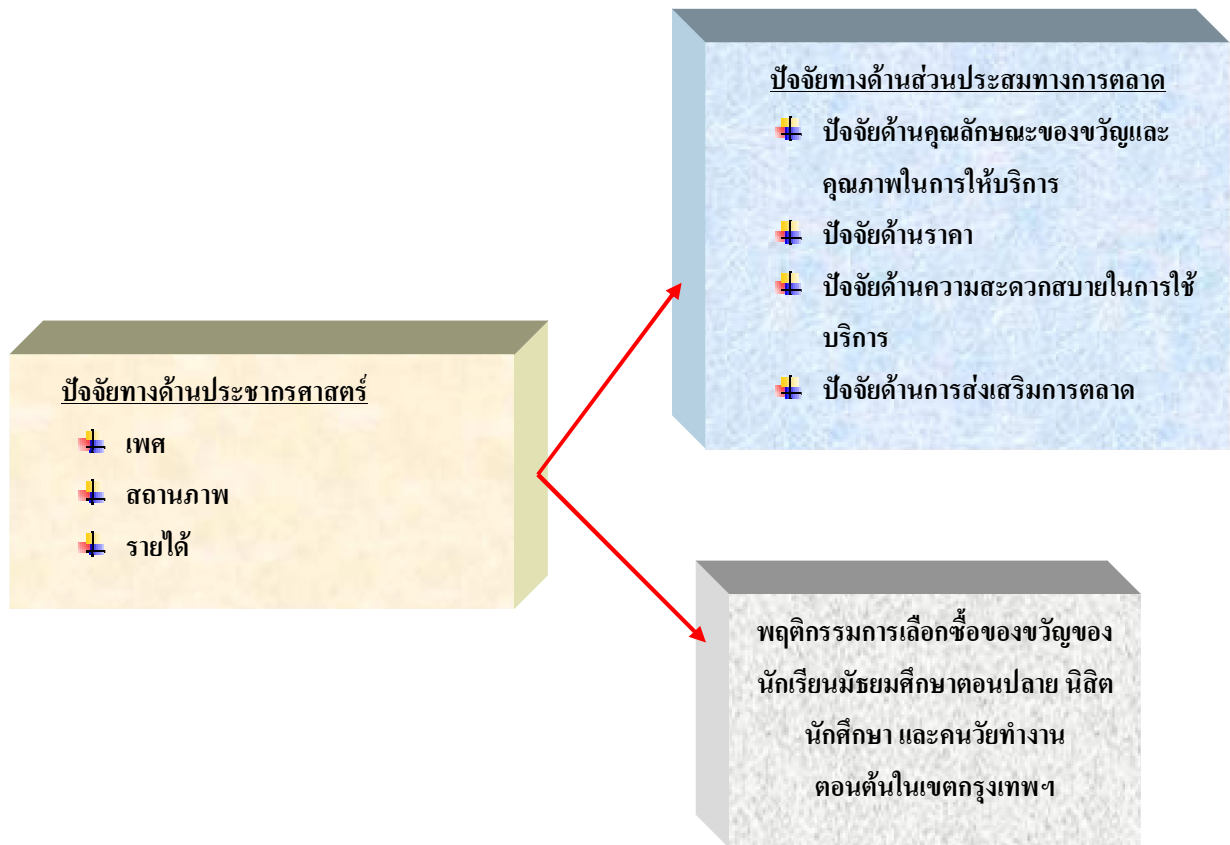 ปัจจัยทางด้านส่วนประสมทางการตลาด
ปัจจัยด้านคุณลักษณะของขวัญและ
คุณภาพในการให้บริการ
ปัจจัยด้านราคา
ปัจจัยด้านความสะดวกสบายในการใช้
บริการ
ปัจจัยด้านการส่งเสริมการตลาด
ปัจจัยทางด้านประชากรศาสตร์
เพศ
สถานภาพ
รายได้
พฤติกรรมการเลือกซื้อของขวัญของ
นักเรียนมัธยมศึกษาตอนปลาย นิสิต
นักศึกษา และคนวัยทำงาน
ตอนต้นในเขตกรุงเทพฯ